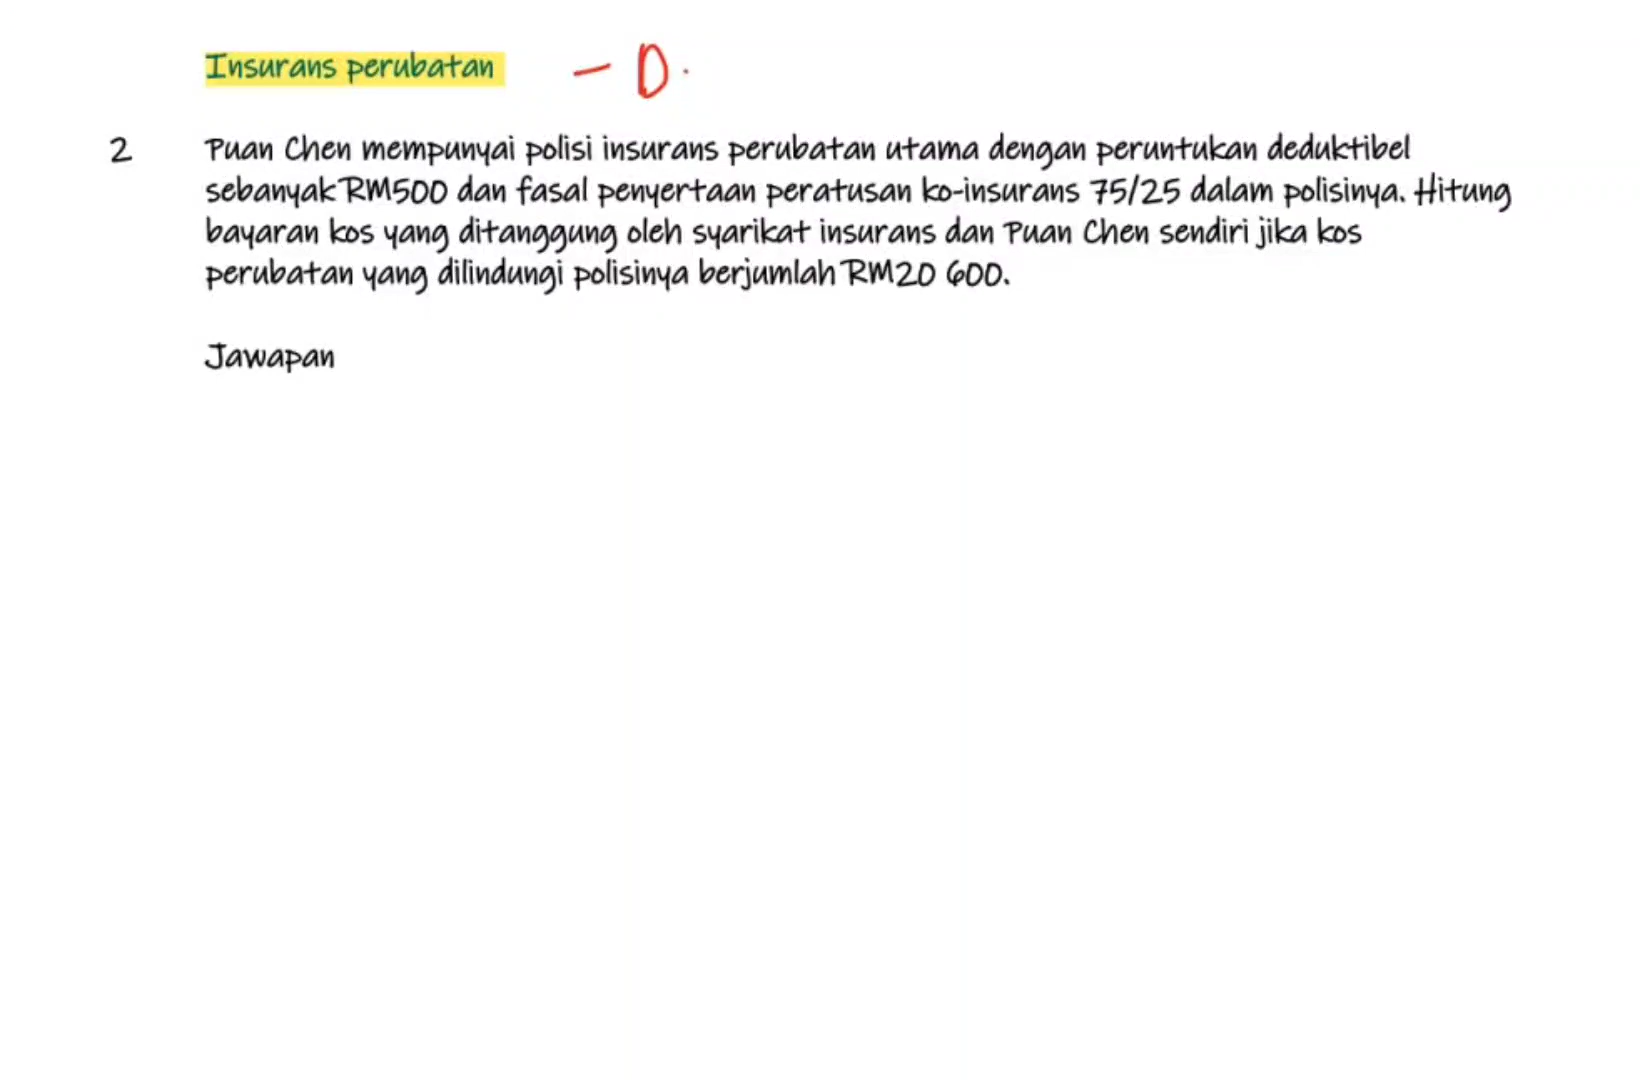 Insurans perubatan - D.
2 Puan Chen mempunyai polisi insurans perubatan utama dengan peruntukan deduktibel
sebanyak RM500 dan fasal penyertaan peratusan ko-insurans 75/25 dalam polisinya. Hitung
bayaran kos yang ditanggung oleh syarikat insurans dan Puan Chen sendiri jika kos
perubatan yang dilindungi polisinya berjumlah RM20 600.
Jawapan